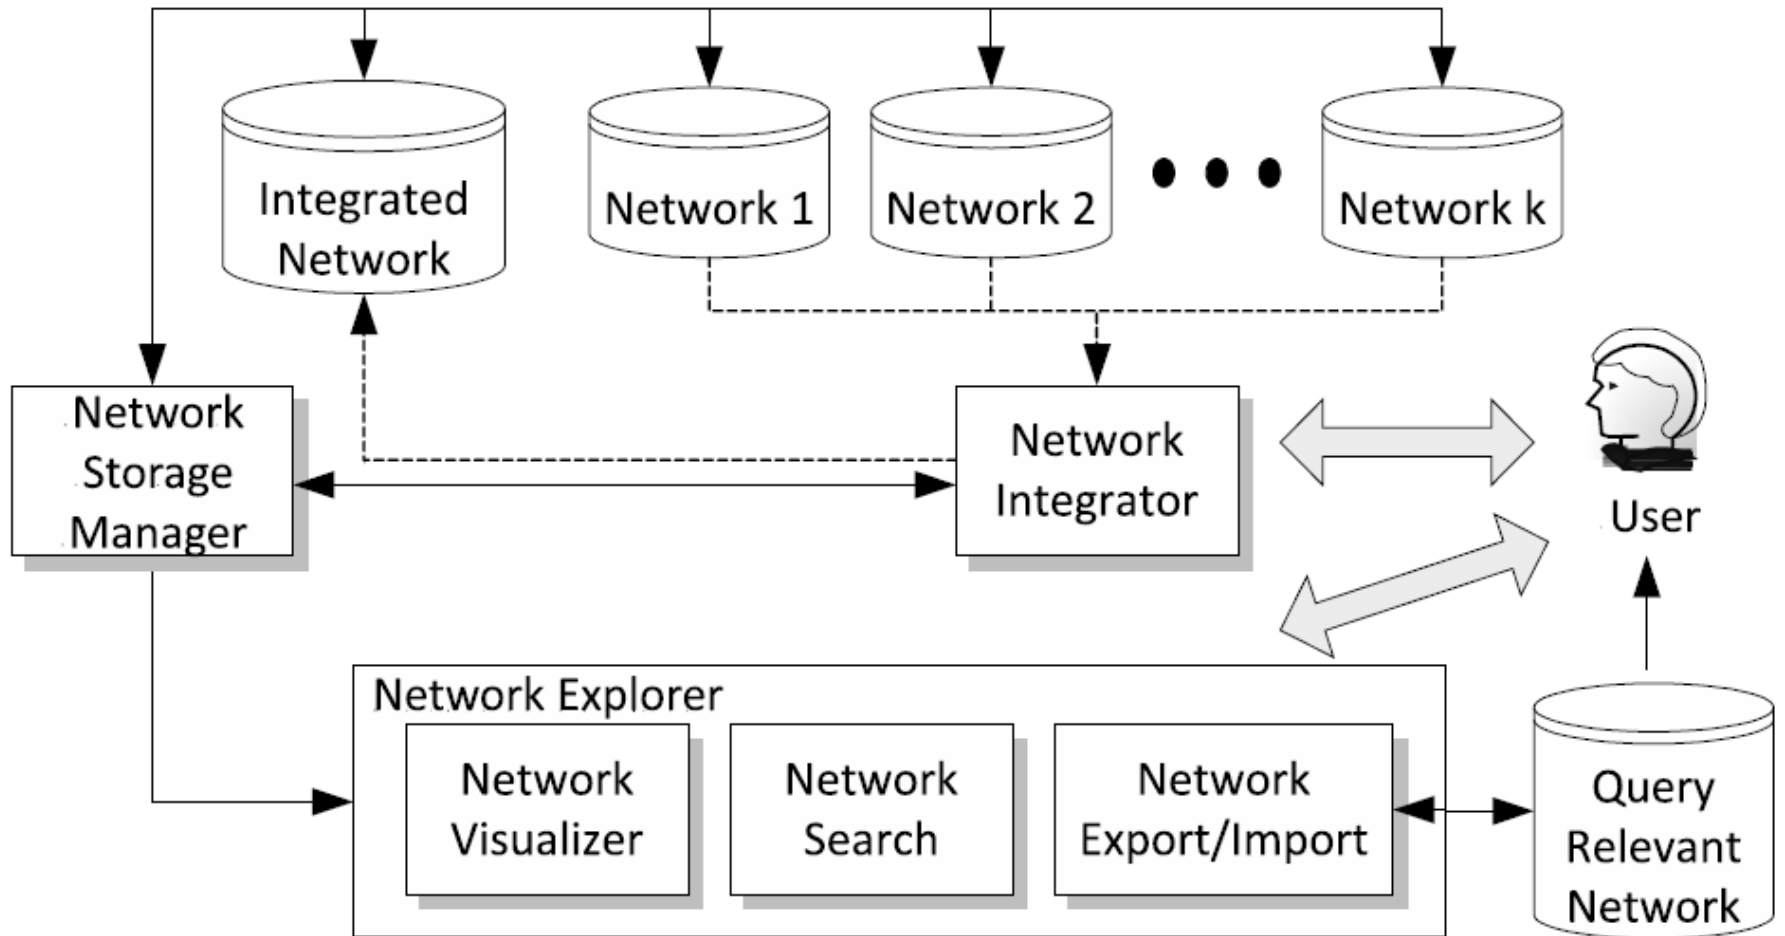 Integrated
Network
Network 1
Network 2
Network k
Network
Storage
Manager
Network
Integrator
User
Network Explorer
Network
Visualizer
Network
Search
Network
Export/Import
Query
Relevant
Network